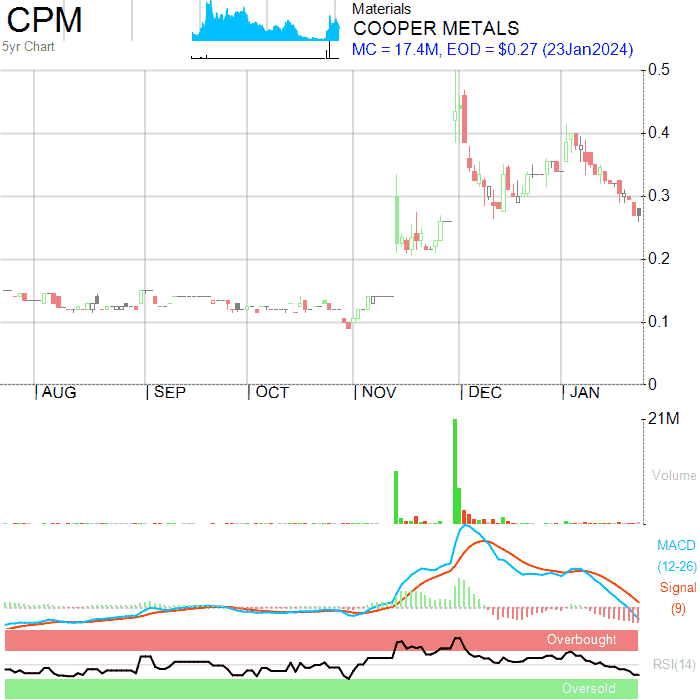 CPM
5yr Chart
Materials
COOPER METALS
MC = 17.4M, EOD = $0.27 (23Jan2024)
0.5
0.4
0.3
0.2
0.1
0
AUG SEP OCT NOV DEC JAN
21M
Volume
MACD
(12-26)
Signal
(9)
Overbought
RSI(14)
Oversold